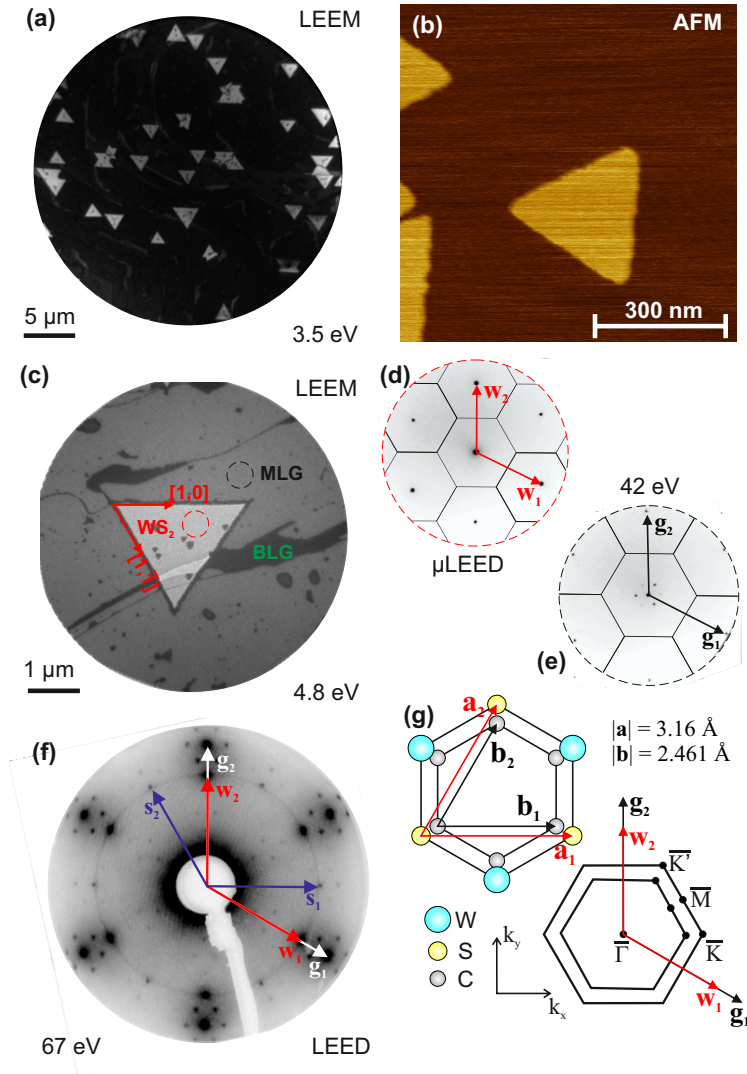 (a)
LEEM
5 µm
3.5 eV
(b)
AFM
300 nm
(c)
LEEM
[1,0]
WS2
[1,1]
MLG
BLG
1 µm
4.8 eV
(d)
w2
w1
µLEED
42 eV
g2
g1
(e)
(f)
g2
w2
s2
s1
w1
g1
67 eV
LEED
(g)
a2
b2
b1
a1
|a| = 3.16 Å
|b| = 2.461 Å
W
S
C
ky
kx
g2
w2
K'
M
Γ
K
w1
g1